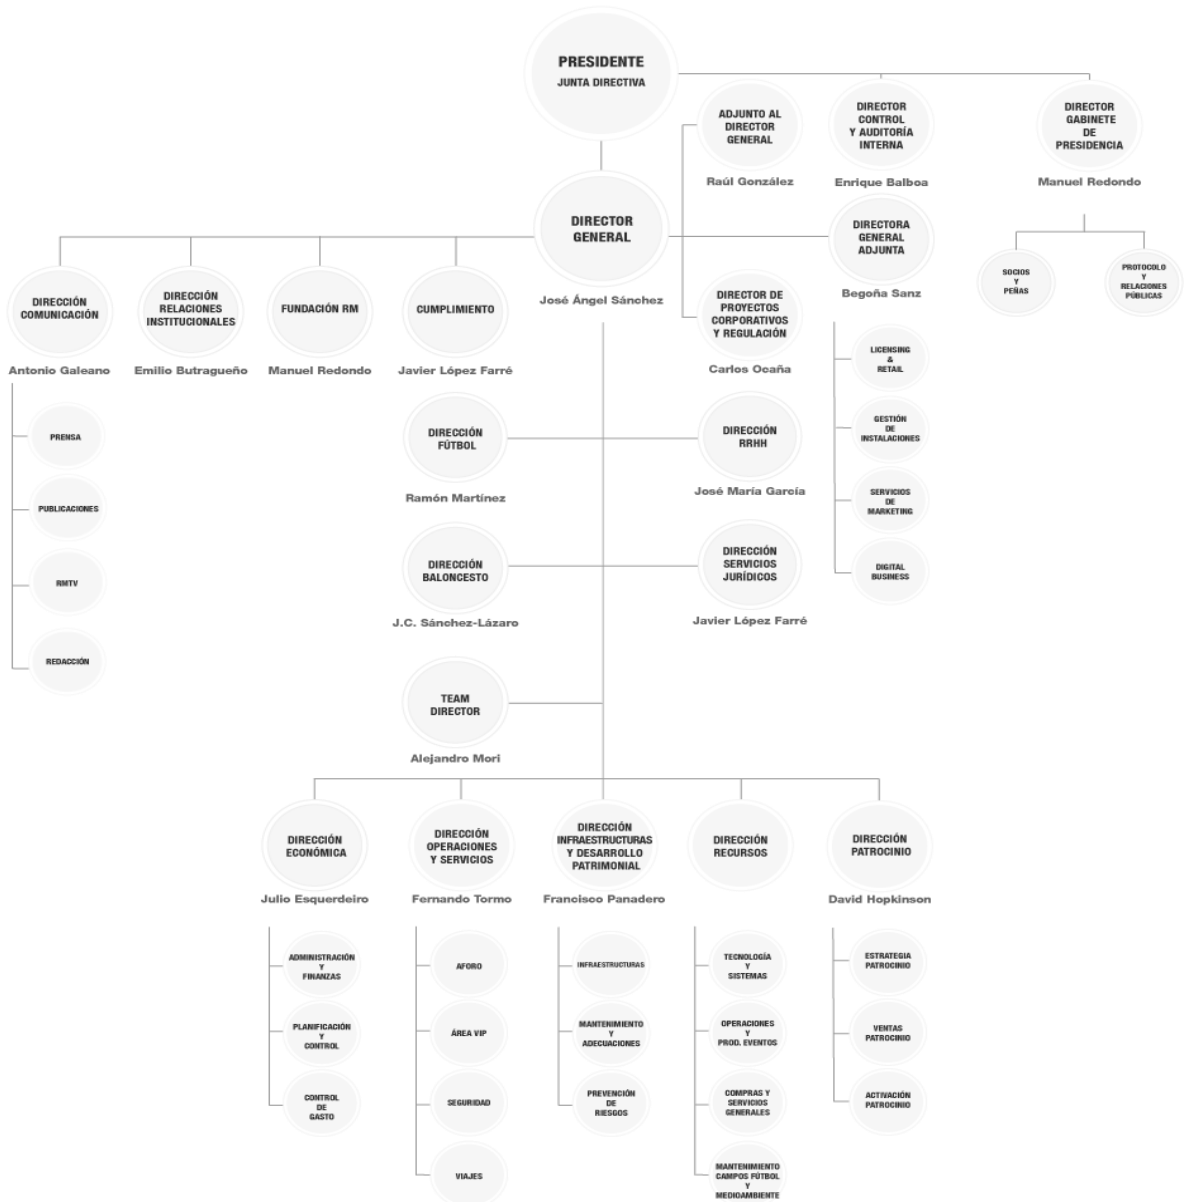 PRESIDENTE
JUNTA DIRECTIVA
ADJUNTO AL
DIRECTOR
GENERAL
Raúl González
DIRECTOR
CONTROL
Y AUDITORÍA
INTERNA
Enrique Balboa
DIRECTOR
GABINETE
DE
PRESIDENCIA
Manuel Redondo
DIRECTOR
GENERAL
José Ángel Sánchez
DIRECTORA
GENERAL
ADJUNTA
Begoña Sanz
SOCIOS
Y
PEÑAS
PROTOCOLO
Y
RELACIONES
PÚBLICAS
DIRECCIÓN
COMUNICACIÓN
Antonio Galeano
DIRECCIÓN
RELACIONES
INSTITUCIONALES
Emilio Butragueño
FUNDACIÓN RM
Manuel Redondo
CUMPLIMIENTO
Javier López Farré
DIRECTOR DE
PROYECTOS
CORPORATIVOS
Y REGULACIÓN
Carlos Ocaña
LICENSING
&
RETAIL
GESTIÓN
DE
INSTALACIONES
SERVICIOS
DE
MARKETING
DIGITAL
BUSINESS
PRENSA
PUBLICACIONES
RMTV
REDACCIÓN
DIRECCIÓN
FÚTBOL
Ramón Martínez
DIRECCIÓN
RRHH
José María García
DIRECCIÓN
BALONCESTO
J.C. Sánchez-Lázaro
DIRECCIÓN
SERVICIOS
JURÍDICOS
Javier López Farré
TEAM
DIRECTOR
Alejandro Mori
DIRECCIÓN
ECONÓMICA
Julio Esquerdeiro
DIRECCIÓN
OPERACIONES
Y SERVICIOS
Fernando Tormo
DIRECCIÓN
INFRAESTRUCTURAS
Y DESARROLLO
PATRIMONIAL
Francisco Panadero
DIRECCIÓN
RECURSOS
DIRECCIÓN
PATROCINIO
David Hopkinson
ADMINISTRACIÓN
Y
FINANZAS
PLANIFICACIÓN
Y
CONTROL
CONTROL
DE
GASTO
AFORO
ÁREA VIP
SEGURIDAD
VIAJES
INFRAESTRUCTURAS
MANTENIMIENTO
Y
ADECUACIONES
PREVENCIÓN
DE
RIESGOS
TECNOLOGÍA
Y
SISTEMAS
OPERACIONES
Y
PROD. EVENTOS
COMPRAS Y
SERVICIOS
GENERALES
MANTENIMIENTO
CAMPOS FÚTBOL
Y
MEDIOAMBIENTE
ESTRATEGIA
PATROCINIO
VENTAS
PATROCINIO
ACTIVACIÓN
PATROCINIO